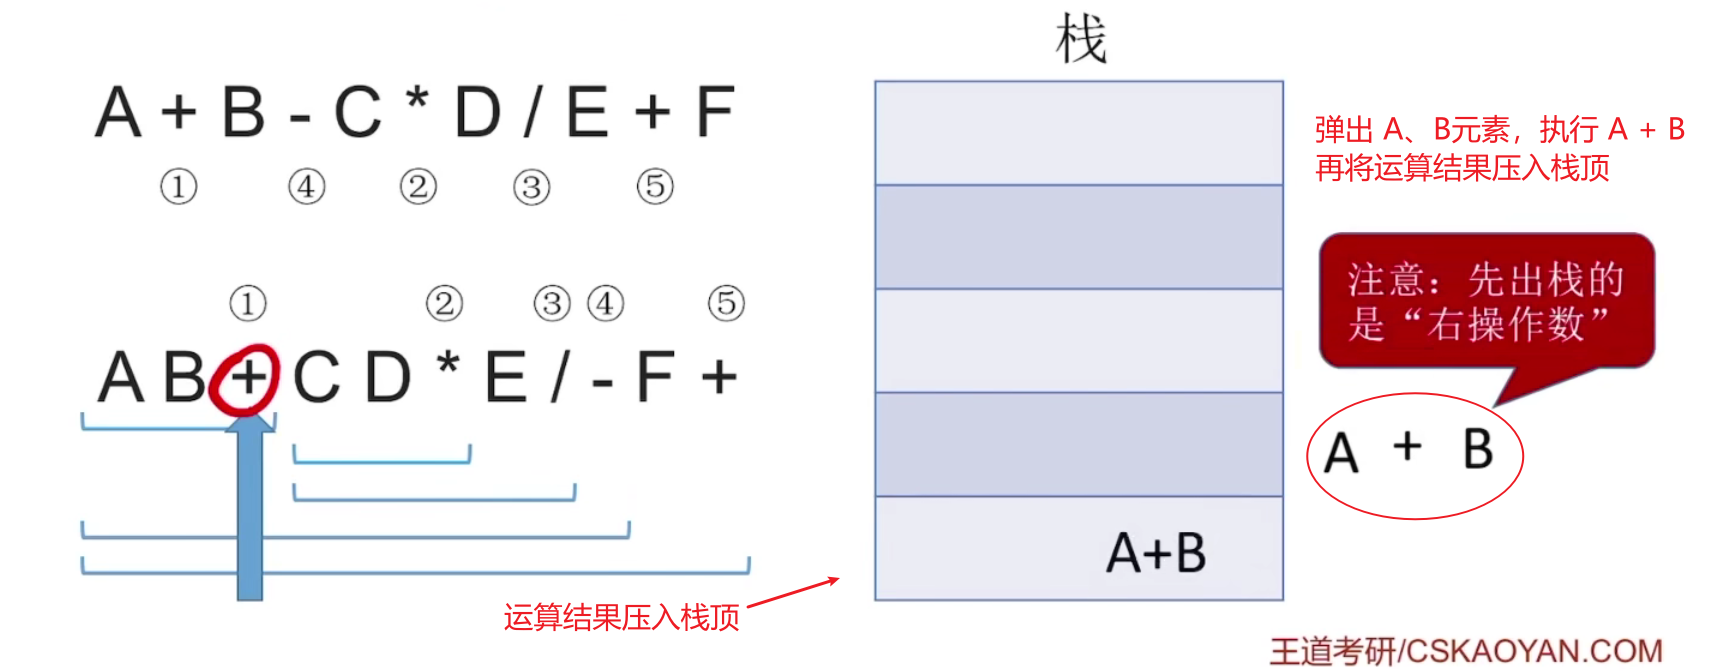 栈
A + B - C * D / E + F
① ④ ② ③ ⑤
弹出 A、B元素，执行 A + B
再将运算结果压入栈顶
① ② ③ ④ ⑤
A B + C D * E / - F +
注意：先出栈的
是“右操作数”
A + B
A+B
运算结果压入栈顶
王道考研/CSKAOYAN.COM